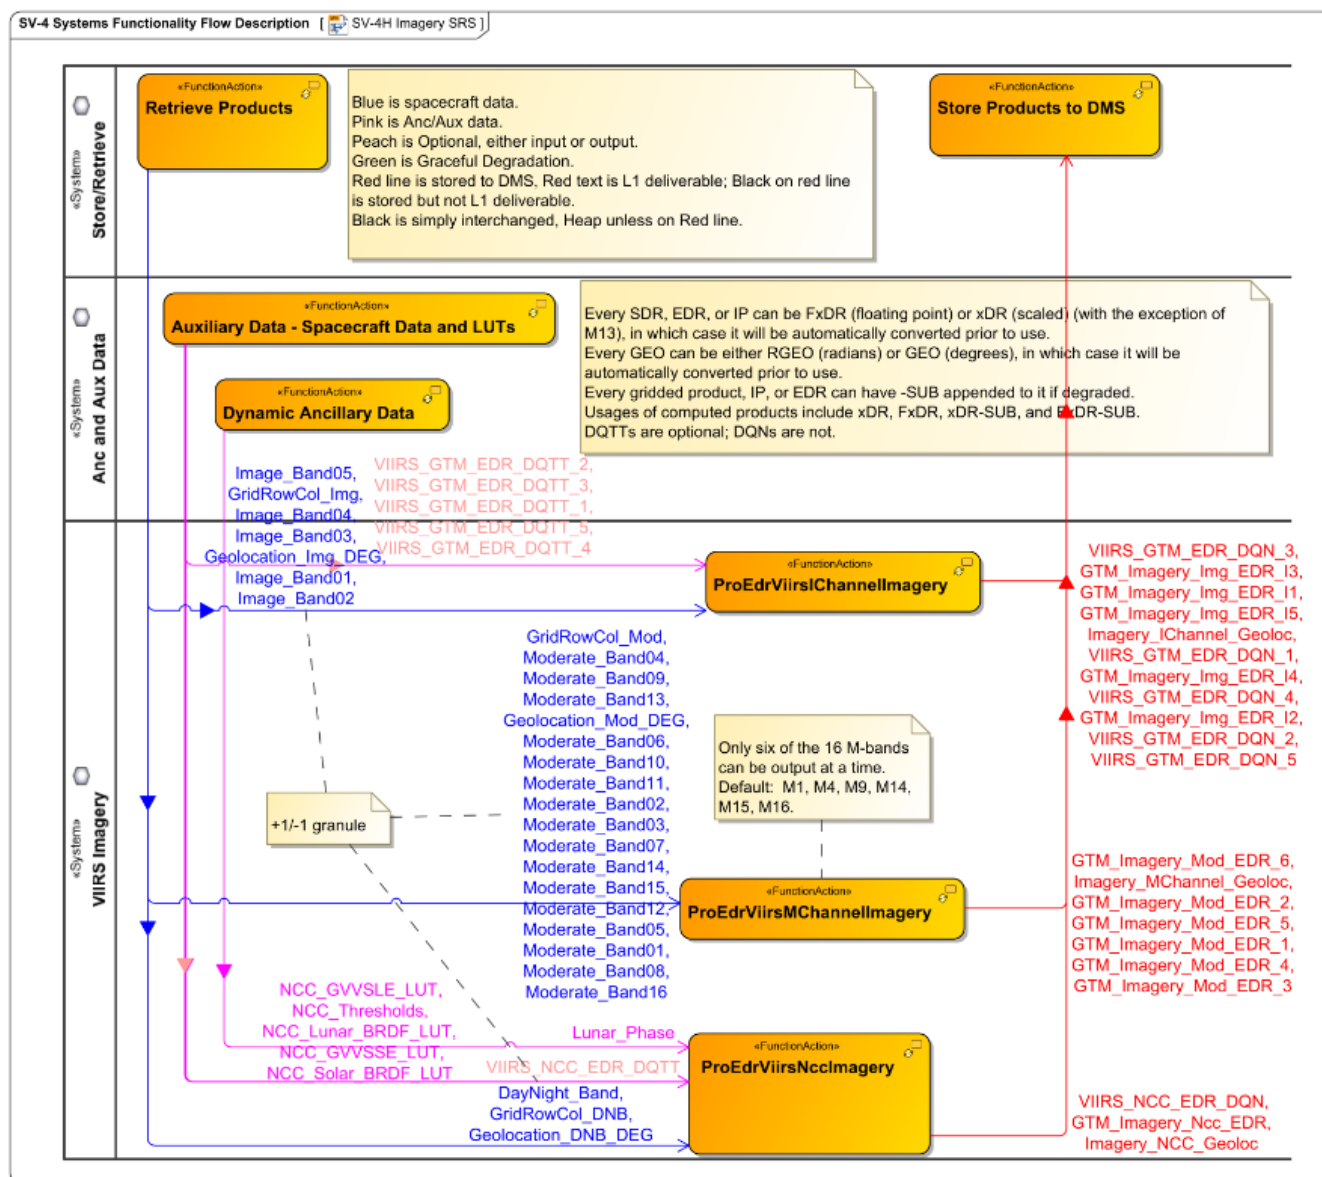 SV-4 Systems Functionality Flow Description [ SV-4H Imagery SRS ]
«System»
Store/Retrieve
«FunctionAction»
Retrieve Products
Blue is spacecraft data.
Pink is Anc/Aux data.
Peach is Optional, either input or output.
Green is Graceful Degradation.
Red line is stored to DMS, Red text is L1 deliverable; Black on red line
is stored but not L1 deliverable.
Black is simply interchanged, Heap unless on Red line.
«FunctionAction»
Store Products to DMS
«System»
Anc and Aux Data
«FunctionAction»
Auxiliary Data - Spacecraft Data and LUTs
«FunctionAction»
Dynamic Ancillary Data
Every SDR, EDR, or IP can be FxDR (floating point) or xDR (scaled) (with the exception of
M13), in which case it will be automatically converted prior to use.
Every GEO can be either RGEO (radians) or GEO (degrees), in which case it will be
automatically converted prior to use.
Every gridded product, IP, or EDR can have -SUB appended to it if degraded.
Usages of computed products include xDR, FxDR, xDR-SUB, and FxDR-SUB.
DQTTs are optional; DQNs are not.
Image_Band05,
GridRowCol_Img,
Image_Band04,
Image_Band03,
Geolocation_Img_DEG,
Image_Band01,
Image_Band02
VIIRS_GTM_EDR_DQTT_2,
VIIRS_GTM_EDR_DQTT_3,
VIIRS_GTM_EDR_DQTT_1,
VIIRS_GTM_EDR_DQTT_5,
VIIRS_GTM_EDR_DQTT_4
«System»
VIIRS Imagery
«FunctionAction»
ProEdrViirsIChannelImagery
VIIRS_GTM_EDR_DQN_3,
GTM_Imagery_Img_EDR_I3,
GTM_Imagery_Img_EDR_I1,
GTM_Imagery_Img_EDR_I5,
Imagery_IChannel_Geoloc,
VIIRS_GTM_EDR_DQN_1,
GTM_Imagery_Img_EDR_I4,
VIIRS_GTM_EDR_DQN_4,
GTM_Imagery_Img_EDR_I2,
VIIRS_GTM_EDR_DQN_2,
VIIRS_GTM_EDR_DQN_5
GridRowCol_Mod,
Moderate_Band04,
Moderate_Band09,
Moderate_Band13,
Geolocation_Mod_DEG,
Moderate_Band06,
Moderate_Band10,
Moderate_Band11,
Moderate_Band02,
Moderate_Band03,
Moderate_Band07,
Moderate_Band14,
Moderate_Band15,
Moderate_Band12,
Moderate_Band05,
Moderate_Band01,
Moderate_Band08,
Moderate_Band16
Only six of the 16 M-bands
can be output at a time.
Default:  M1, M4, M9, M14,
M15, M16.
+1/-1 granule
«FunctionAction»
ProEdrViirsMChannelImagery
GTM_Imagery_Mod_EDR_6,
Imagery_MChannel_Geoloc,
GTM_Imagery_Mod_EDR_2,
GTM_Imagery_Mod_EDR_5,
GTM_Imagery_Mod_EDR_1,
GTM_Imagery_Mod_EDR_4,
GTM_Imagery_Mod_EDR_3
NCC_GVVSLE_LUT,
NCC_Thresholds,
NCC_Lunar_BRDF_LUT,
NCC_GVVSSE_LUT,
NCC_Solar_BRDF_LUT
Lunar_Phase
VIIRS_NCC_EDR_DQTT
DayNight_Band,
GridRowCol_DNB,
Geolocation_DNB_DEG
«FunctionAction»
ProEdrViirsNccImagery
VIIRS_NCC_EDR_DQN,
GTM_Imagery_Ncc_EDR,
Imagery_NCC_Geoloc